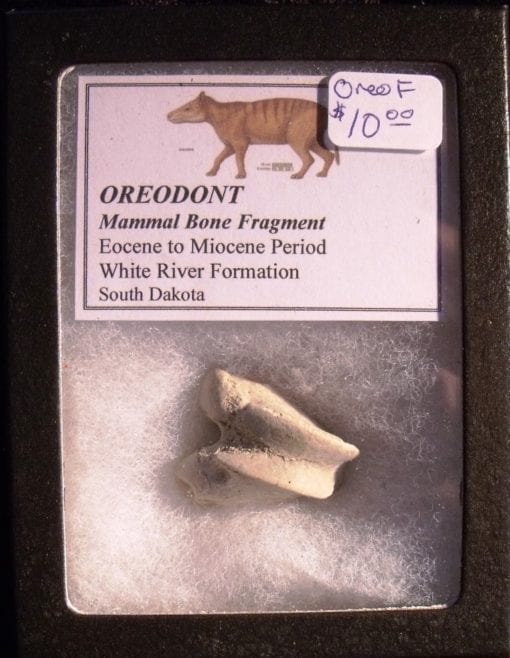 OreoF
$10.00
OREODONT
Mammal Bone Fragment
Eocene to Miocene Period
White River Formation
South Dakota